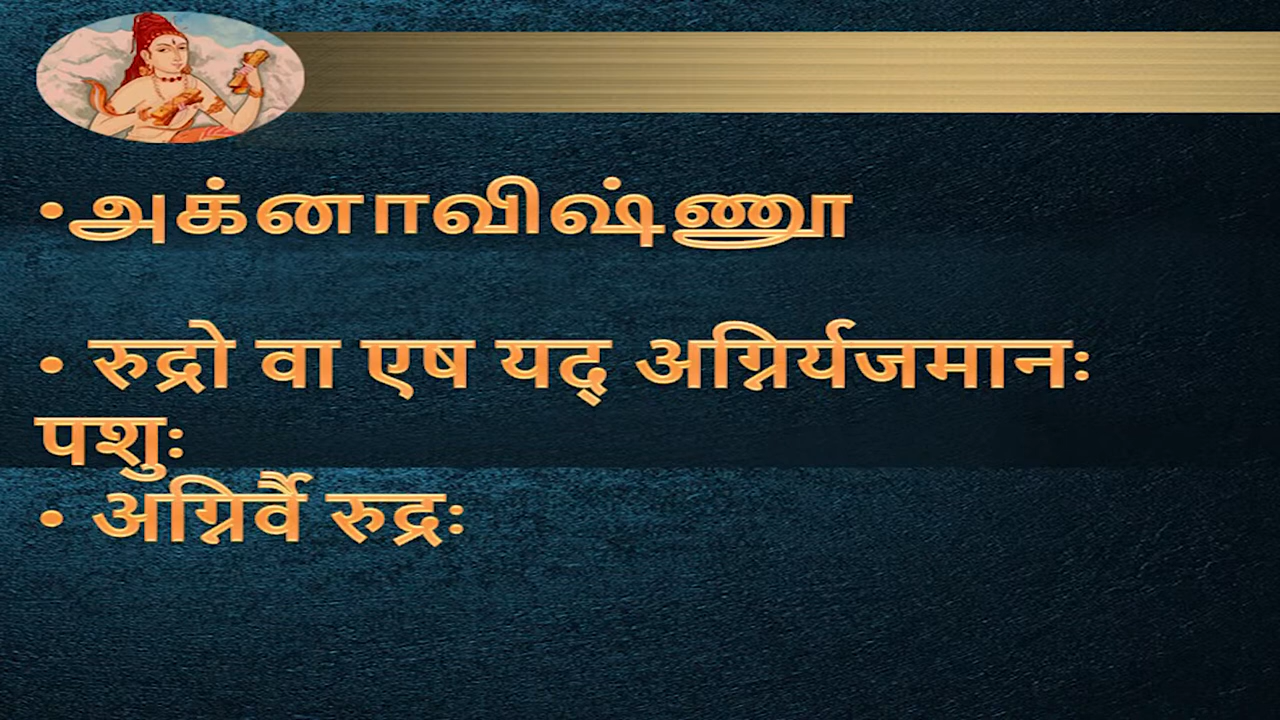 •அக்னாவிஷ்ணூ
• रुद्रो वा एष यद् अग्निर्यजमानः
पशुः
• अग्निर्वै रुद्रः